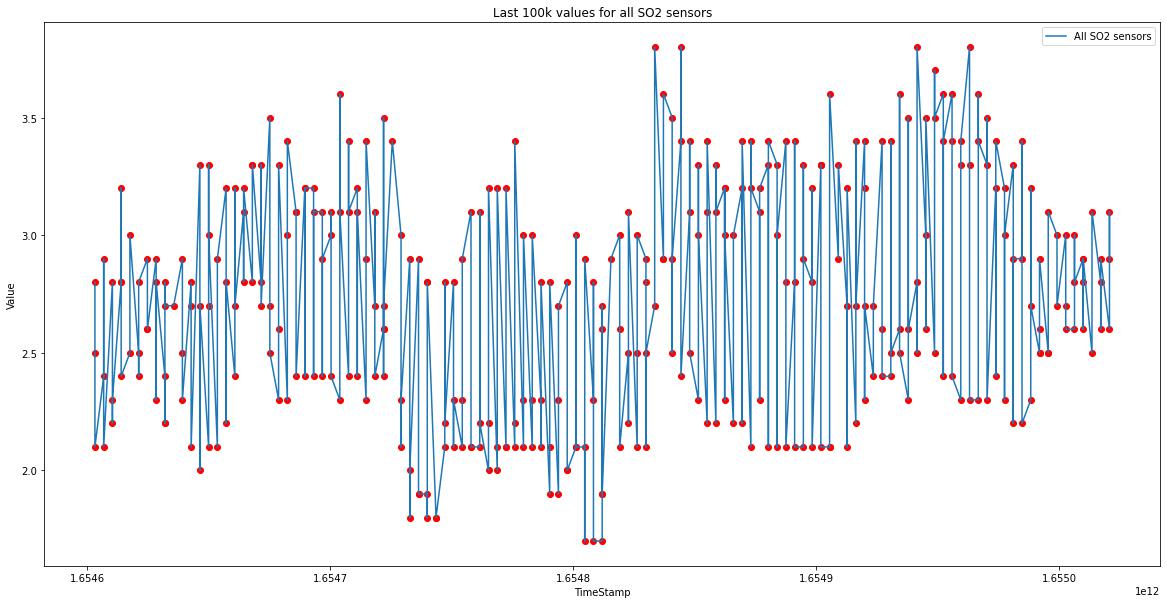 Last 100k values for all SO2 sensors
All SO2 sensors
3.5
3.0
2.5
2.0
Value
1.6546
1.6547
1.6548
1.6549
1.6550
1e12
TimeStamp